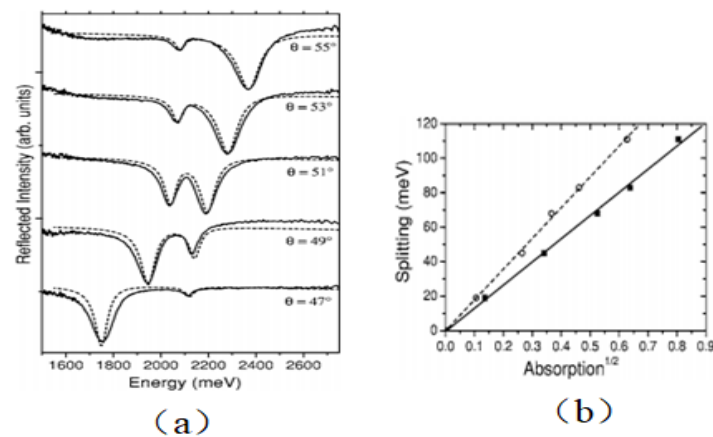 Reflected Intensity (arb. units)
θ = 55°
θ = 53°
θ = 51°
θ = 49°
θ = 47°
1600 1800 2000 2200 2400 2600
Energy (meV)
(a)
Splitting (meV)
120
100
80
60
40
20
0
0.0 0.1 0.2 0.3 0.4 0.5 0.6 0.7 0.8 0.9
Absorption^1/2
(b)